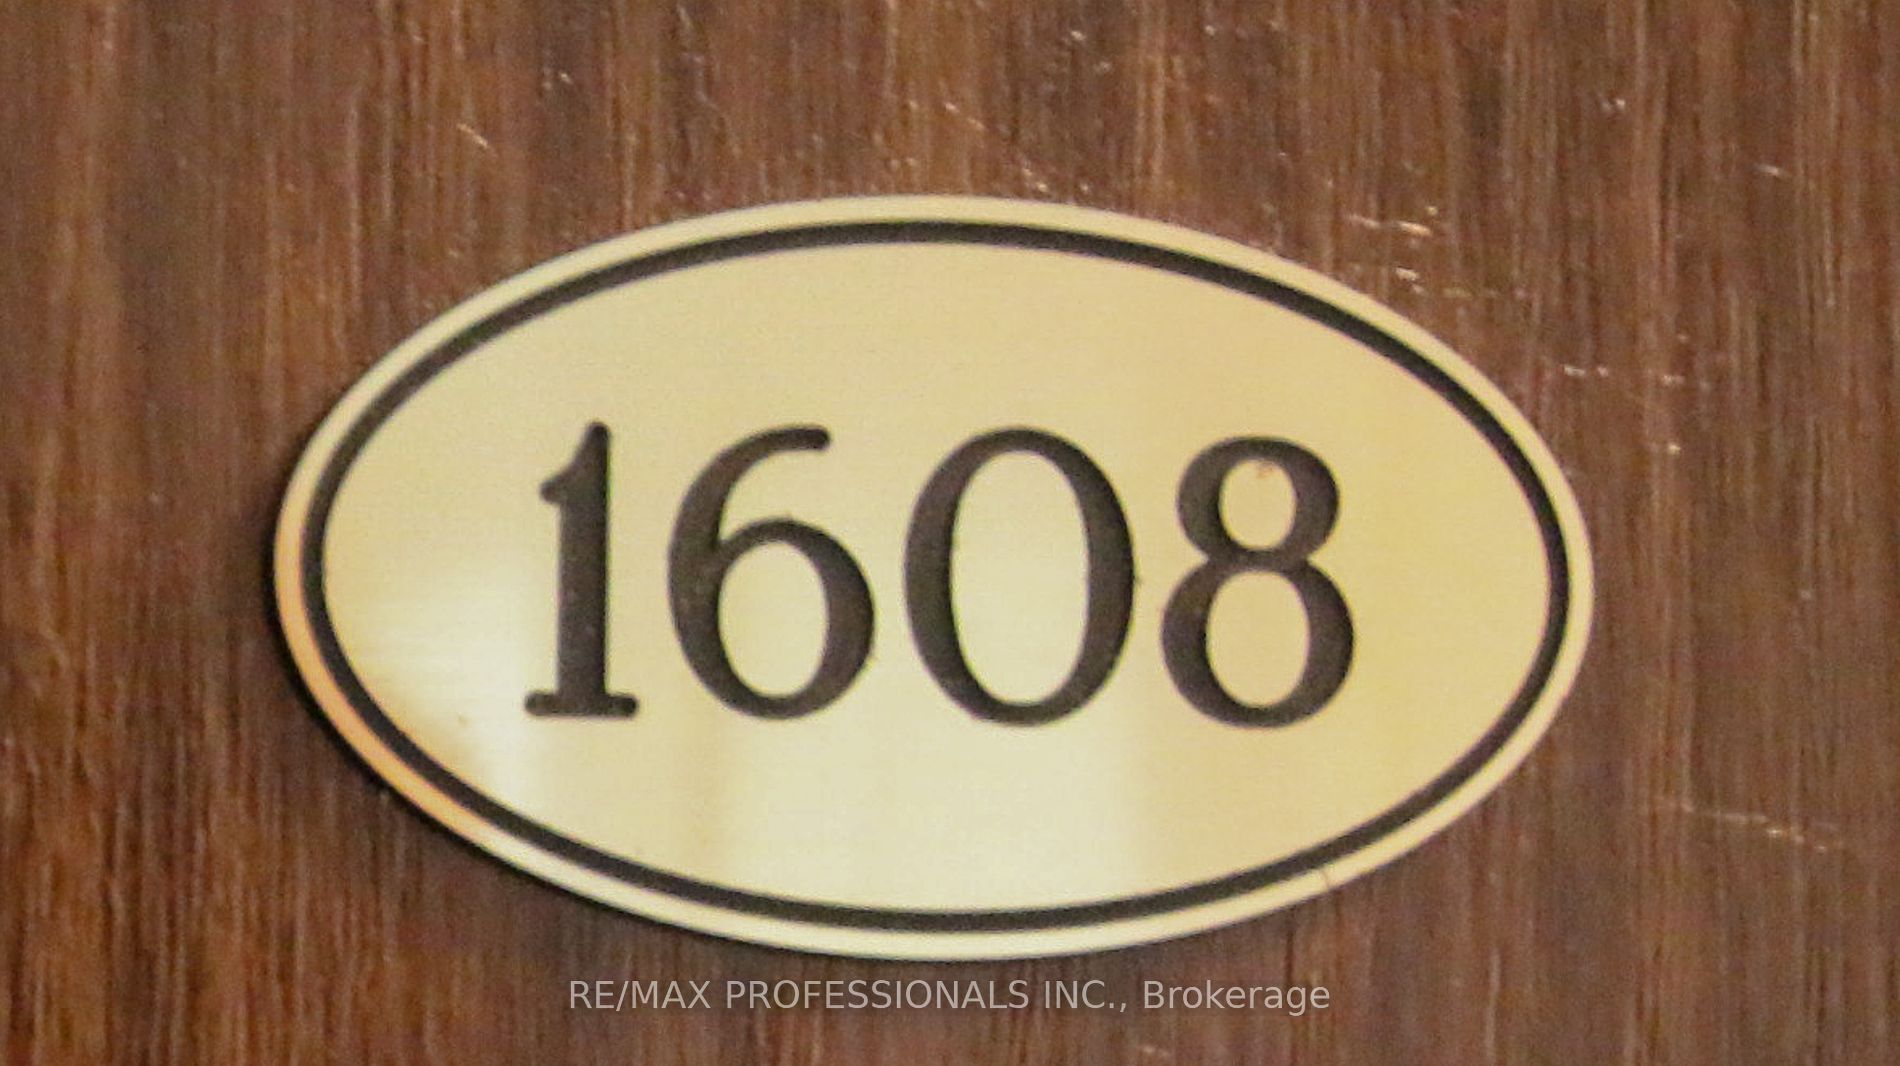 1608
RE/MAX PROFESSIONALS INC., Brokerage